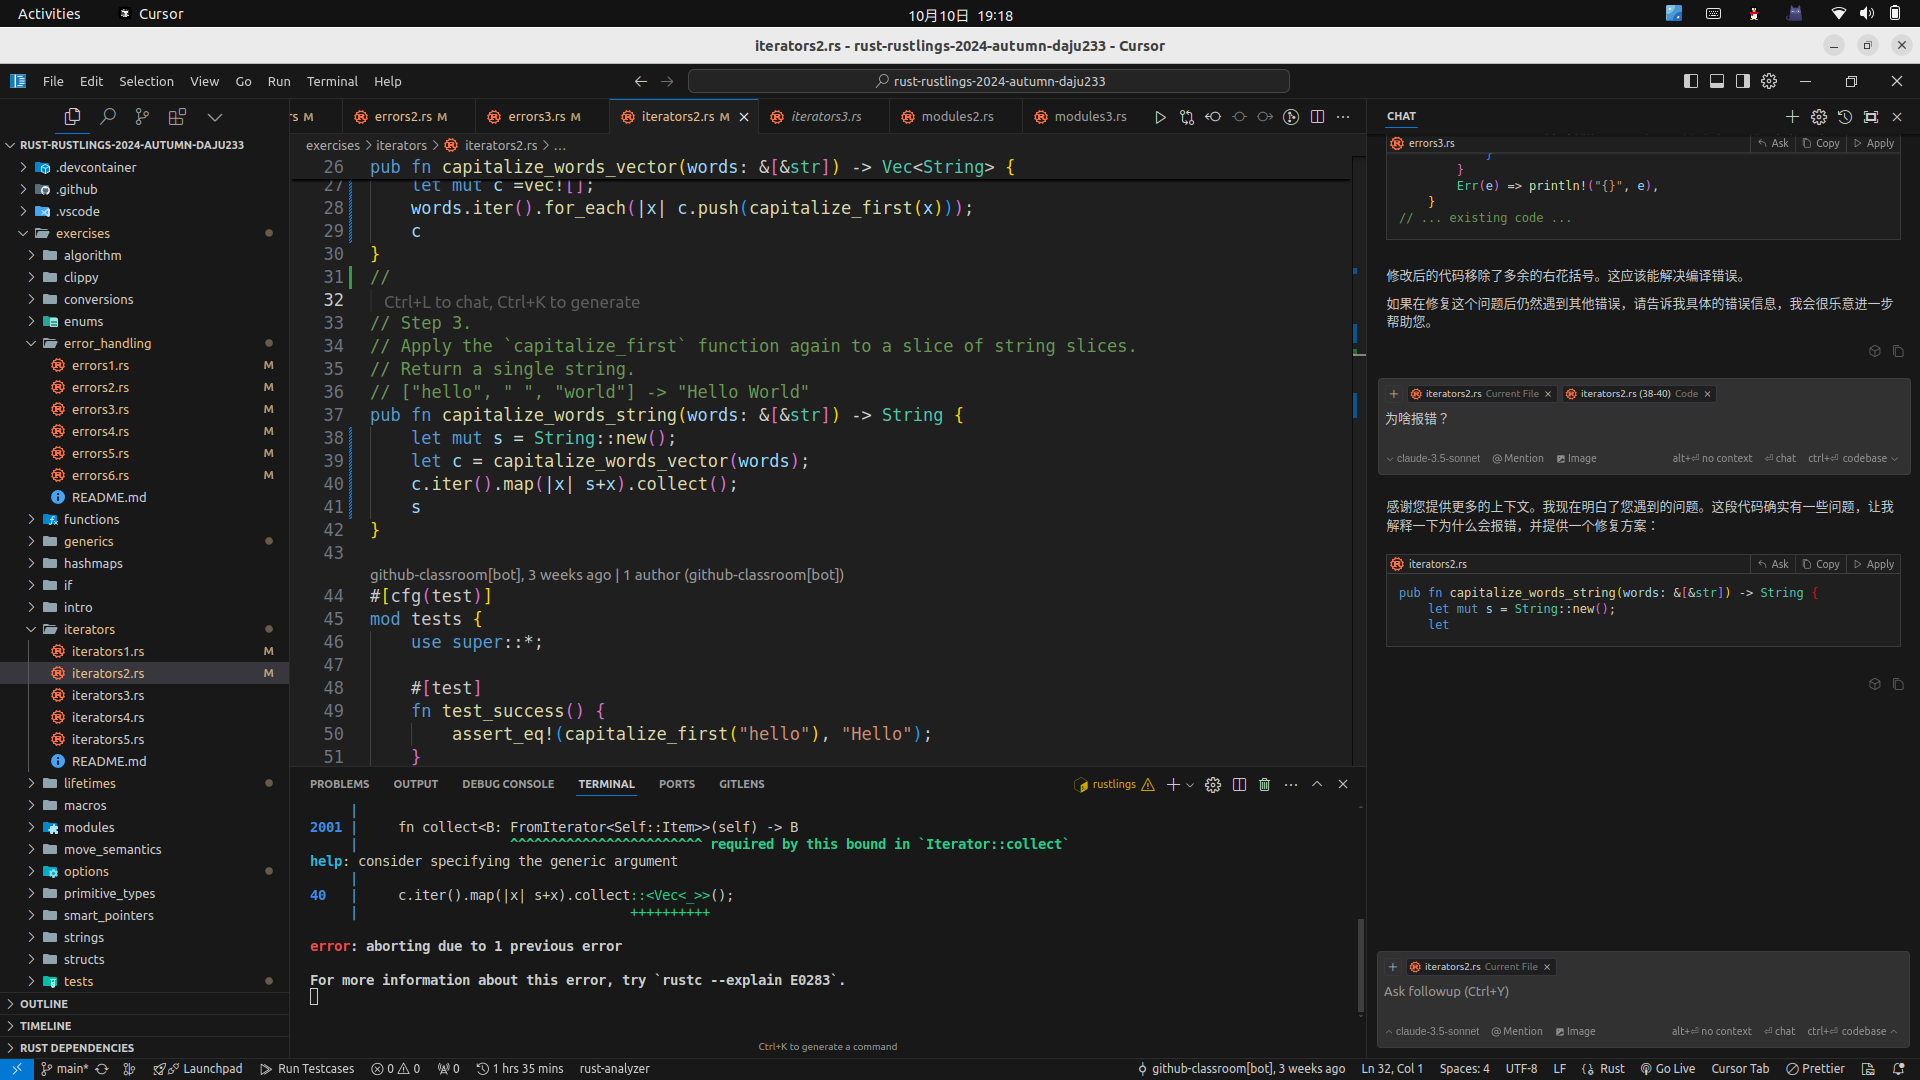 Activities
Cursor
10月10日 19:18
iterators2.rs - rust-rustlings-2024-autumn-daju233 - Cursor
File Edit Selection View Go Run Terminal Help
rust-rustlings-2024-autumn-daju233
RUST-RUSTLINGS-2024-AUTUMN-DAJU233
.devcontainer
.github
.vscode
exercises
algorithm
clippy
conversions
enums
error_handling
errors1.rs M
errors2.rs M
errors3.rs M
errors4.rs M
errors5.rs M
errors6.rs M
README.md
functions
generics
hashmaps
if
intro
iterators
iterators1.rs M
iterators2.rs M
iterators3.rs
iterators4.rs
iterators5.rs
README.md
lifetimes
macros
modules
move_semantics
options
primitive_types
smart_pointers
strings
structs
tests
OUTLINE
TIMELINE
RUST DEPENDENCIES
rs M errors2.rs M errors3.rs M iterators2.rs M iterators3.rs modules2.rs modules3.rs
exercises > iterators > iterators2.rs > ...
26 pub fn capitalize_words_vector(words: &[&str]) -> Vec<String> {
27 let mut c =vec![];
28 words.iter().for_each(|x| c.push(capitalize_first(x)));
29 c
30 }
31 //
32 Ctrl+L to chat, Ctrl+K to generate
33 // Step 3.
34 // Apply the `capitalize_first` function again to a slice of string slices.
35 // Return a single string.
36 // ["hello", " ", "world"] -> "Hello World"
37 pub fn capitalize_words_string(words: &[&str]) -> String {
38 let mut s = String::new();
39 let c = capitalize_words_vector(words);
40 c.iter().map(|x| s+x).collect();
41 s
42 }
43
github-classroom[bot], 3 weeks ago | 1 author (github-classroom[bot])
44 #[cfg(test)]
45 mod tests {
46 use super::*;
47
48 #[test]
49 fn test_success() {
50 assert_eq!(capitalize_first("hello"), "Hello");
51 }
PROBLEMS OUTPUT DEBUG CONSOLE TERMINAL PORTS GITLENS
rustlings
|
2001 | fn collect<B: FromIterator<Self::Item>>(self) -> B
| ^^^^^^^^^^^^^^^^^^^^^^^^ required by this bound in `Iterator::collect`
help: consider specifying the generic argument
|
40 | c.iter().map(|x| s+x).collect::<Vec<_>>();
| ++++++++++
error: aborting due to 1 previous error
For more information about this error, try `rustc --explain E0283`.
Ctrl+K to generate a command
CHAT
errors3.rs Ask Copy Apply
}
}
Err(e) => println!("{}", e),
}
// ... existing code ...
修改后的代码移除了多余的右花括号。这应该能解决编译错误。
如果在修复这个问题后仍然遇到其他错误，请告诉我具体的错误信息，我会很乐意进一步
帮助您。
+ iterators2.rs Current File × iterators2.rs (38-40) Code ×
为啥报错？
claude-3.5-sonnet @ Mention Image alt+⏎ no context ⏎ chat ctrl+⏎ codebase
感谢您提供更多的上下文。我现在明白了您遇到的问题。这段代码确实有一些问题，让我
解释一下为什么会报错，并提供一个修复方案：
iterators2.rs Ask Copy Apply
pub fn capitalize_words_string(words: &[&str]) -> String {
let mut s = String::new();
let
+ iterators2.rs Current File ×
Ask followup (Ctrl+Y)
claude-3.5-sonnet @ Mention Image alt+⏎ no context ⏎ chat ctrl+⏎ codebase
main* Launchpad Run Testcases 0 0 0 1 hrs 35 mins rust-analyzer
github-classroom[bot], 3 weeks ago Ln 32, Col 1 Spaces: 4 UTF-8 LF Rust Go Live Cursor Tab Prettier